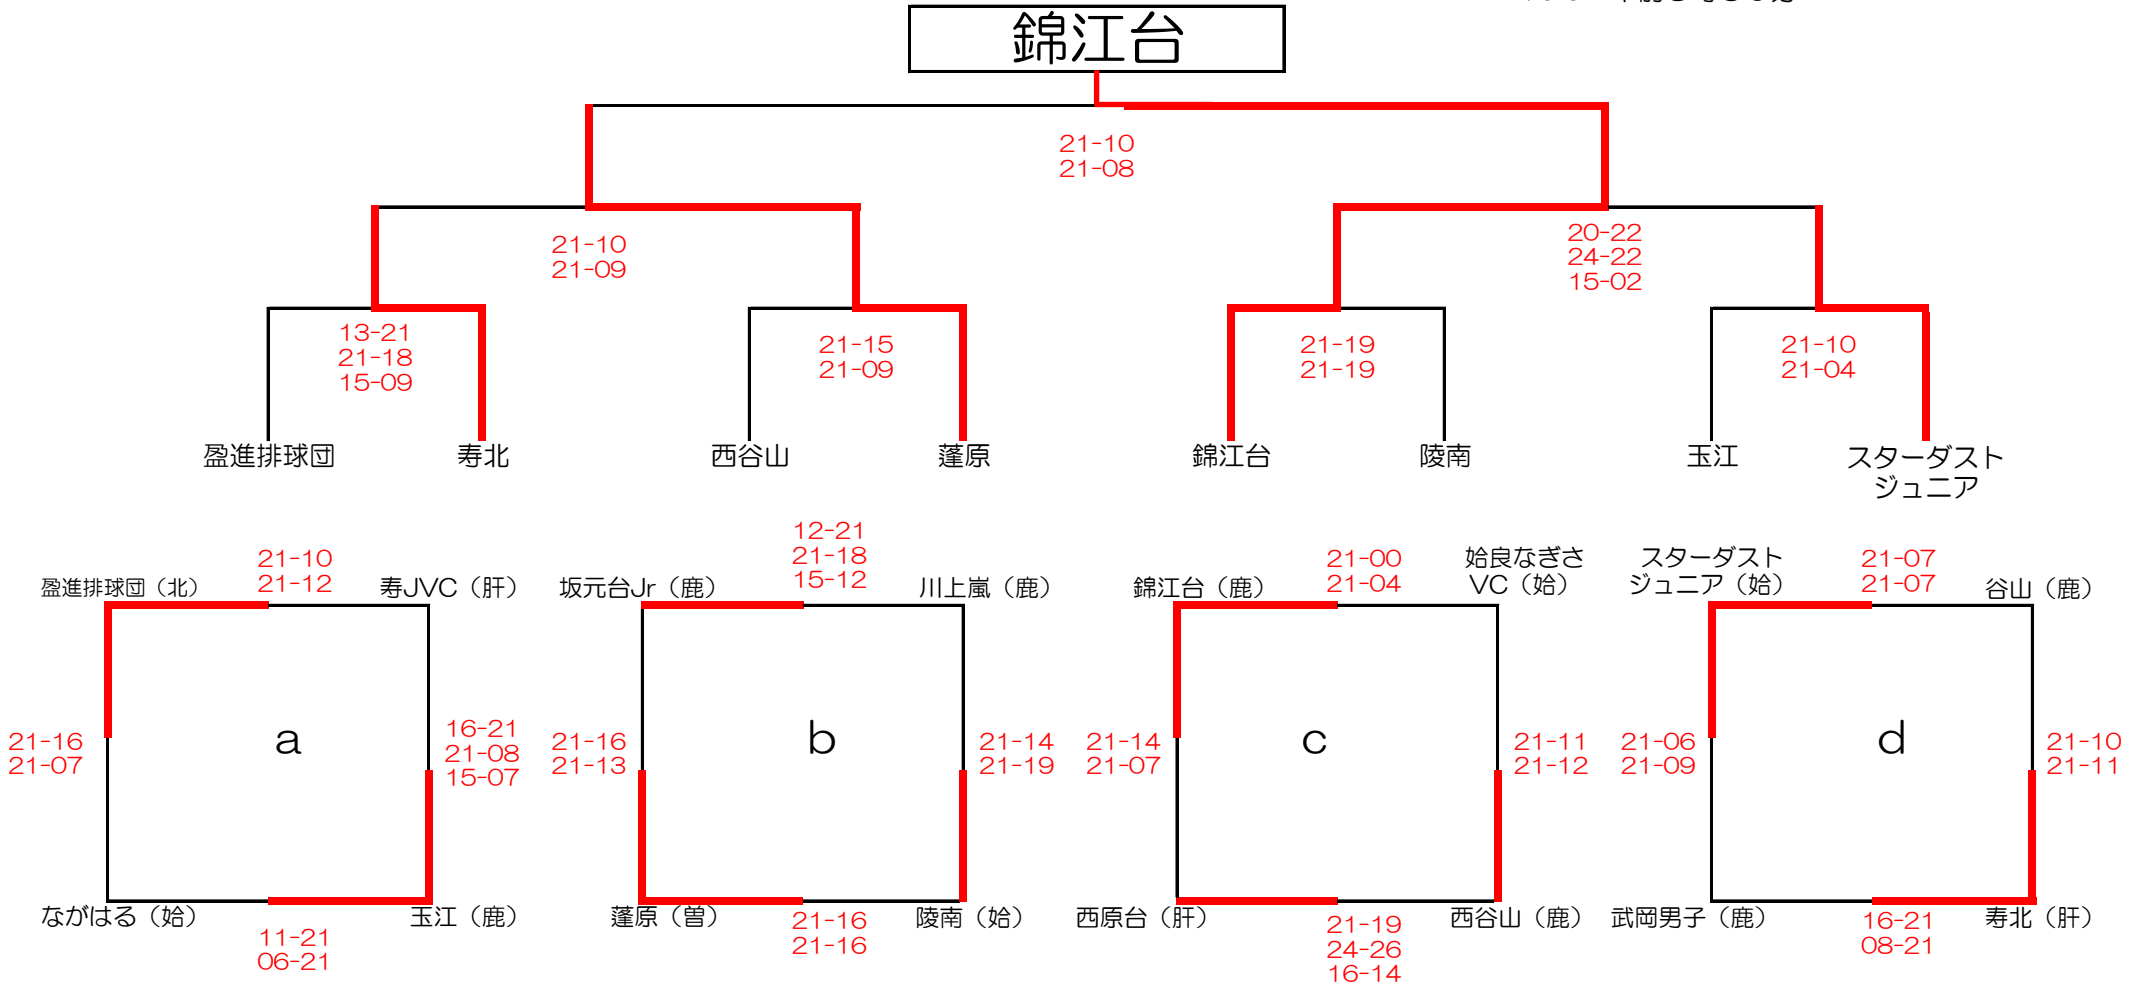 錦江台
21-10
21-08
21-10
21-09
20-22
24-22
15-02
13-21
21-18
15-09
21-15
21-09
21-19
21-19
21-10
21-04
盈進排球団
寿北
西谷山
蓬原
錦江台
陵南
玉江
スターダスト
ジュニア
盈進排球団（北）
21-10
21-12
寿JVC（肝）
21-16
21-07
a
16-21
21-08
15-07
ながはる（姶）
11-21
06-21
玉江（鹿）
坂元台Jr（鹿）
12-21
21-18
15-12
川上嵐（鹿）
21-16
21-13
b
21-14
21-19
蓬原（曽）
21-16
21-16
陵南（姶）
錦江台（鹿）
21-00
21-04
姶良なぎさ
VC（姶）
21-14
21-07
c
21-11
21-12
西原台（肝）
21-19
24-26
16-14
西谷山（鹿）
スターダスト
ジュニア（姶）
21-07
21-07
谷山（鹿）
21-06
21-09
d
21-10
21-11
武岡男子（鹿）
16-21
08-21
寿北（肝）